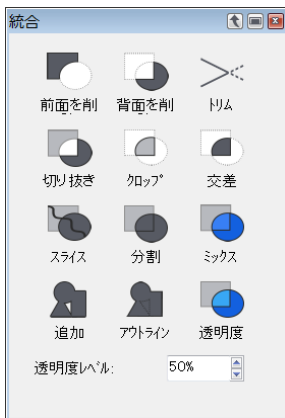 統合
前面を削 背面を削 トリム
切り抜き クロップ 交差
スライス 分割 ミックス
追加 アウトライン 透明度
透明度レベル: 50%